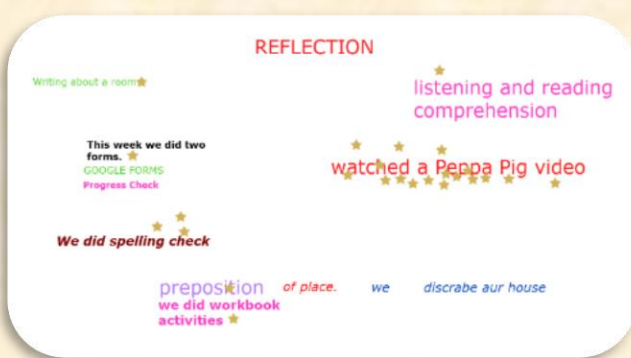 REFLECTION
Writing about a room
listening and reading
comprehension
This week we did two
forms.
GOOGLE FORMS
Progress Check
watched a Peppa Pig video
We did spelling check
preposition of place. we discrabe aur house
we did workbook
activities